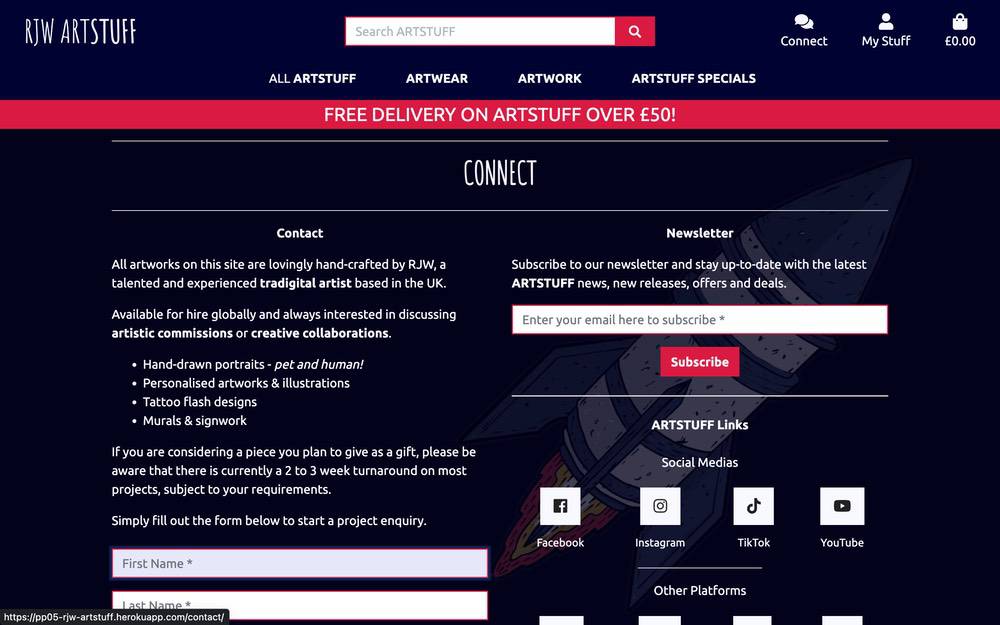 RJW ARTSTUFF
Search ARTSTUFF
Connect
My Stuff
£0.00
ALL ARTSTUFF
ARTWEAR
ARTWORK
ARTSTUFF SPECIALS
FREE DELIVERY ON ARTSTUFF OVER £50!
CONNECT
Contact
All artworks on this site are lovingly hand-crafted by RJW, a
talented and experienced tradigital artist based in the UK.
Available for hire globally and always interested in discussing
artistic commissions or creative collaborations.
• Hand-drawn portraits - pet and human!
• Personalised artworks & illustrations
• Tattoo flash designs
• Murals & signwork
If you are considering a piece you plan to give as a gift, please be
aware that there is currently a 2 to 3 week turnaround on most
projects, subject to your requirements.
Simply fill out the form below to start a project enquiry.
First Name *
Last Name *
Newsletter
Subscribe to our newsletter and stay up-to-date with the latest
ARTSTUFF news, new releases, offers and deals.
Enter your email here to subscribe *
Subscribe
ARTSTUFF Links
Social Medias
Facebook
Instagram
TikTok
YouTube
Other Platforms
https://pp05-rjw-artstuff.herokuapp.com/contact/